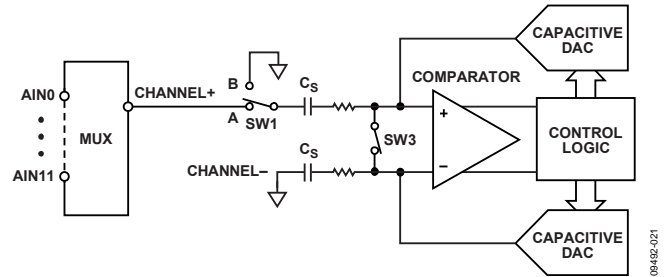 CAPACITIVE
DAC
B
A
SW1
C_S
CHANNEL+
COMPARATOR
AIN0
MUX
AIN11
+
−
SW3
CONTROL
LOGIC
C_S
CHANNEL−
CAPACITIVE
DAC
09492-021